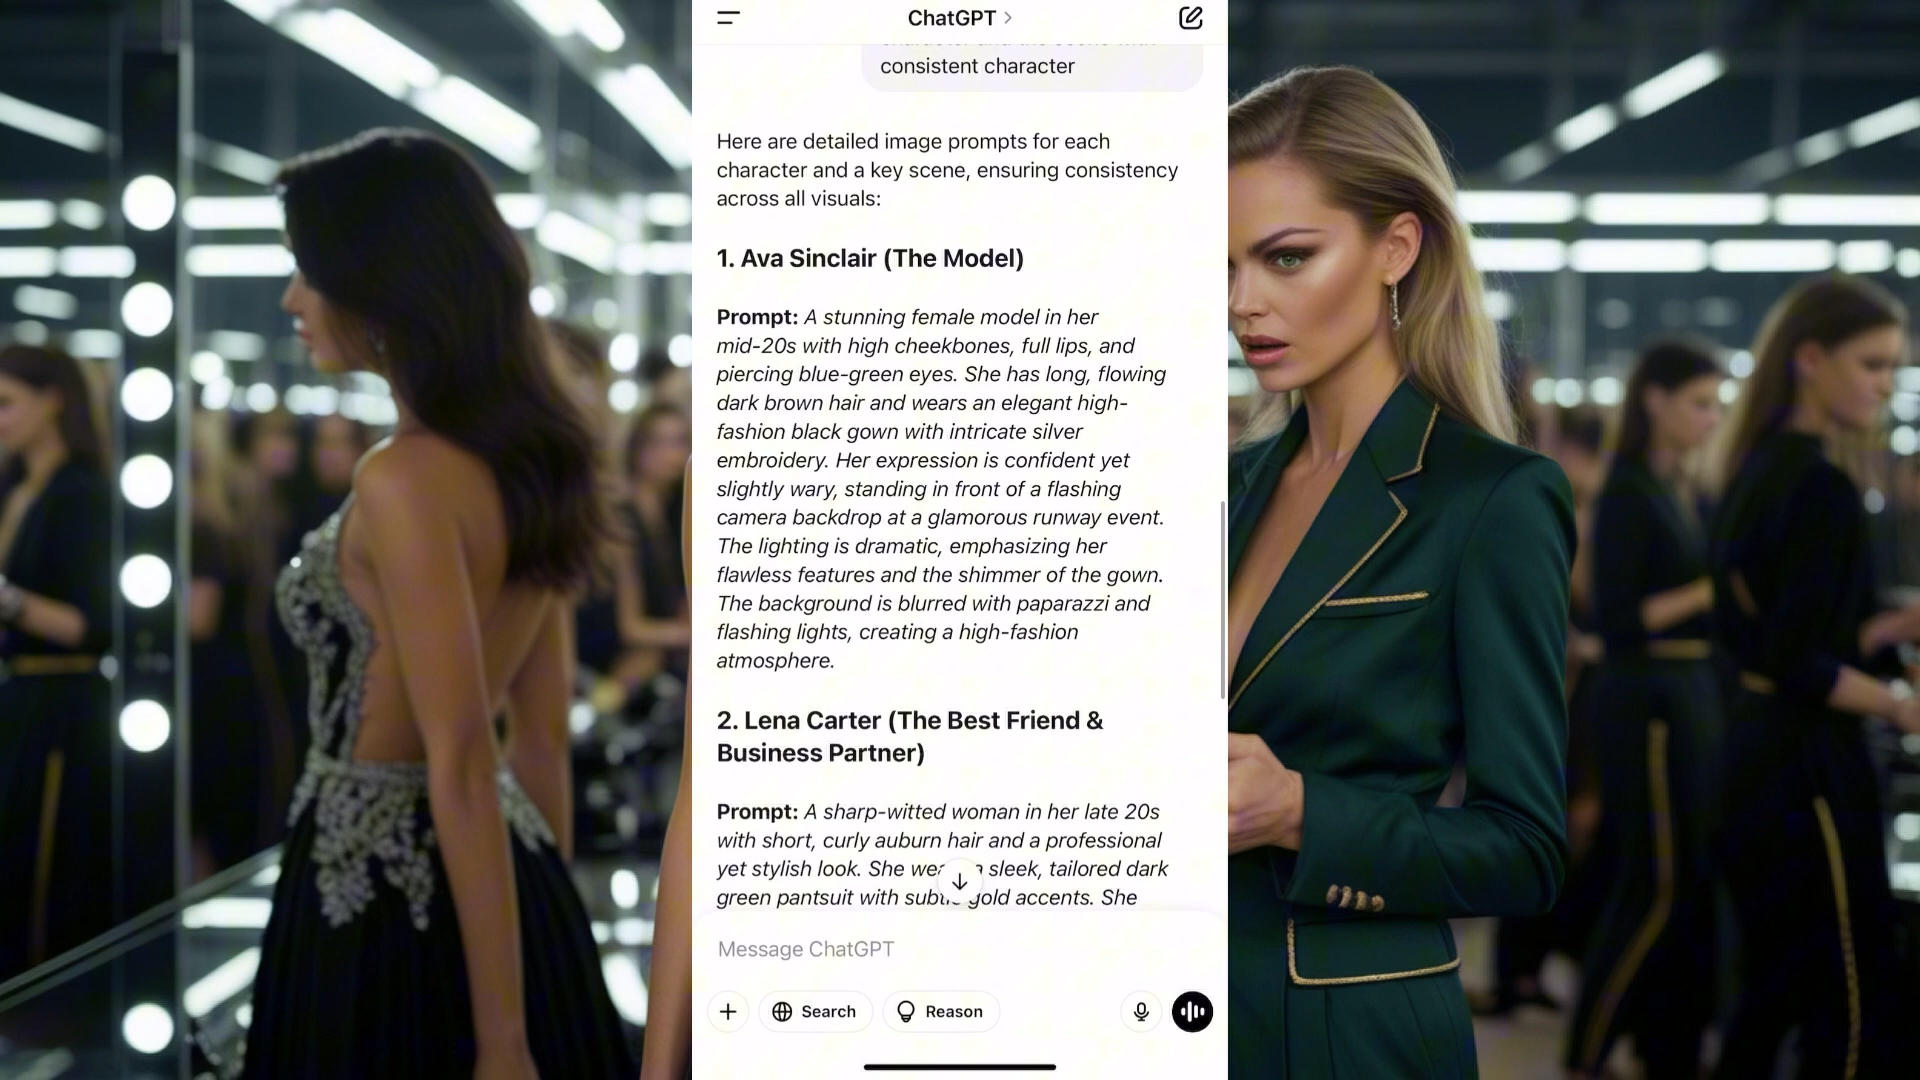 ChatGPT >
consistent character
Here are detailed image prompts for each
character and a key scene, ensuring consistency
across all visuals:
1. Ava Sinclair (The Model)
Prompt: A stunning female model in her
mid-20s with high cheekbones, full lips, and
piercing blue-green eyes. She has long, flowing
dark brown hair and wears an elegant high-
fashion black gown with intricate silver
embroidery. Her expression is confident yet
slightly wary, standing in front of a flashing
camera backdrop at a glamorous runway event.
The lighting is dramatic, emphasizing her
flawless features and the shimmer of the gown.
The background is blurred with paparazzi and
flashing lights, creating a high-fashion
atmosphere.
2. Lena Carter (The Best Friend &
Business Partner)
Prompt: A sharp-witted woman in her late 20s
with short, curly auburn hair and a professional
yet stylish look. She sleek, tailored dark
green pantsuit with subtle gold accents. She
Message ChatGPT
Search
Reason